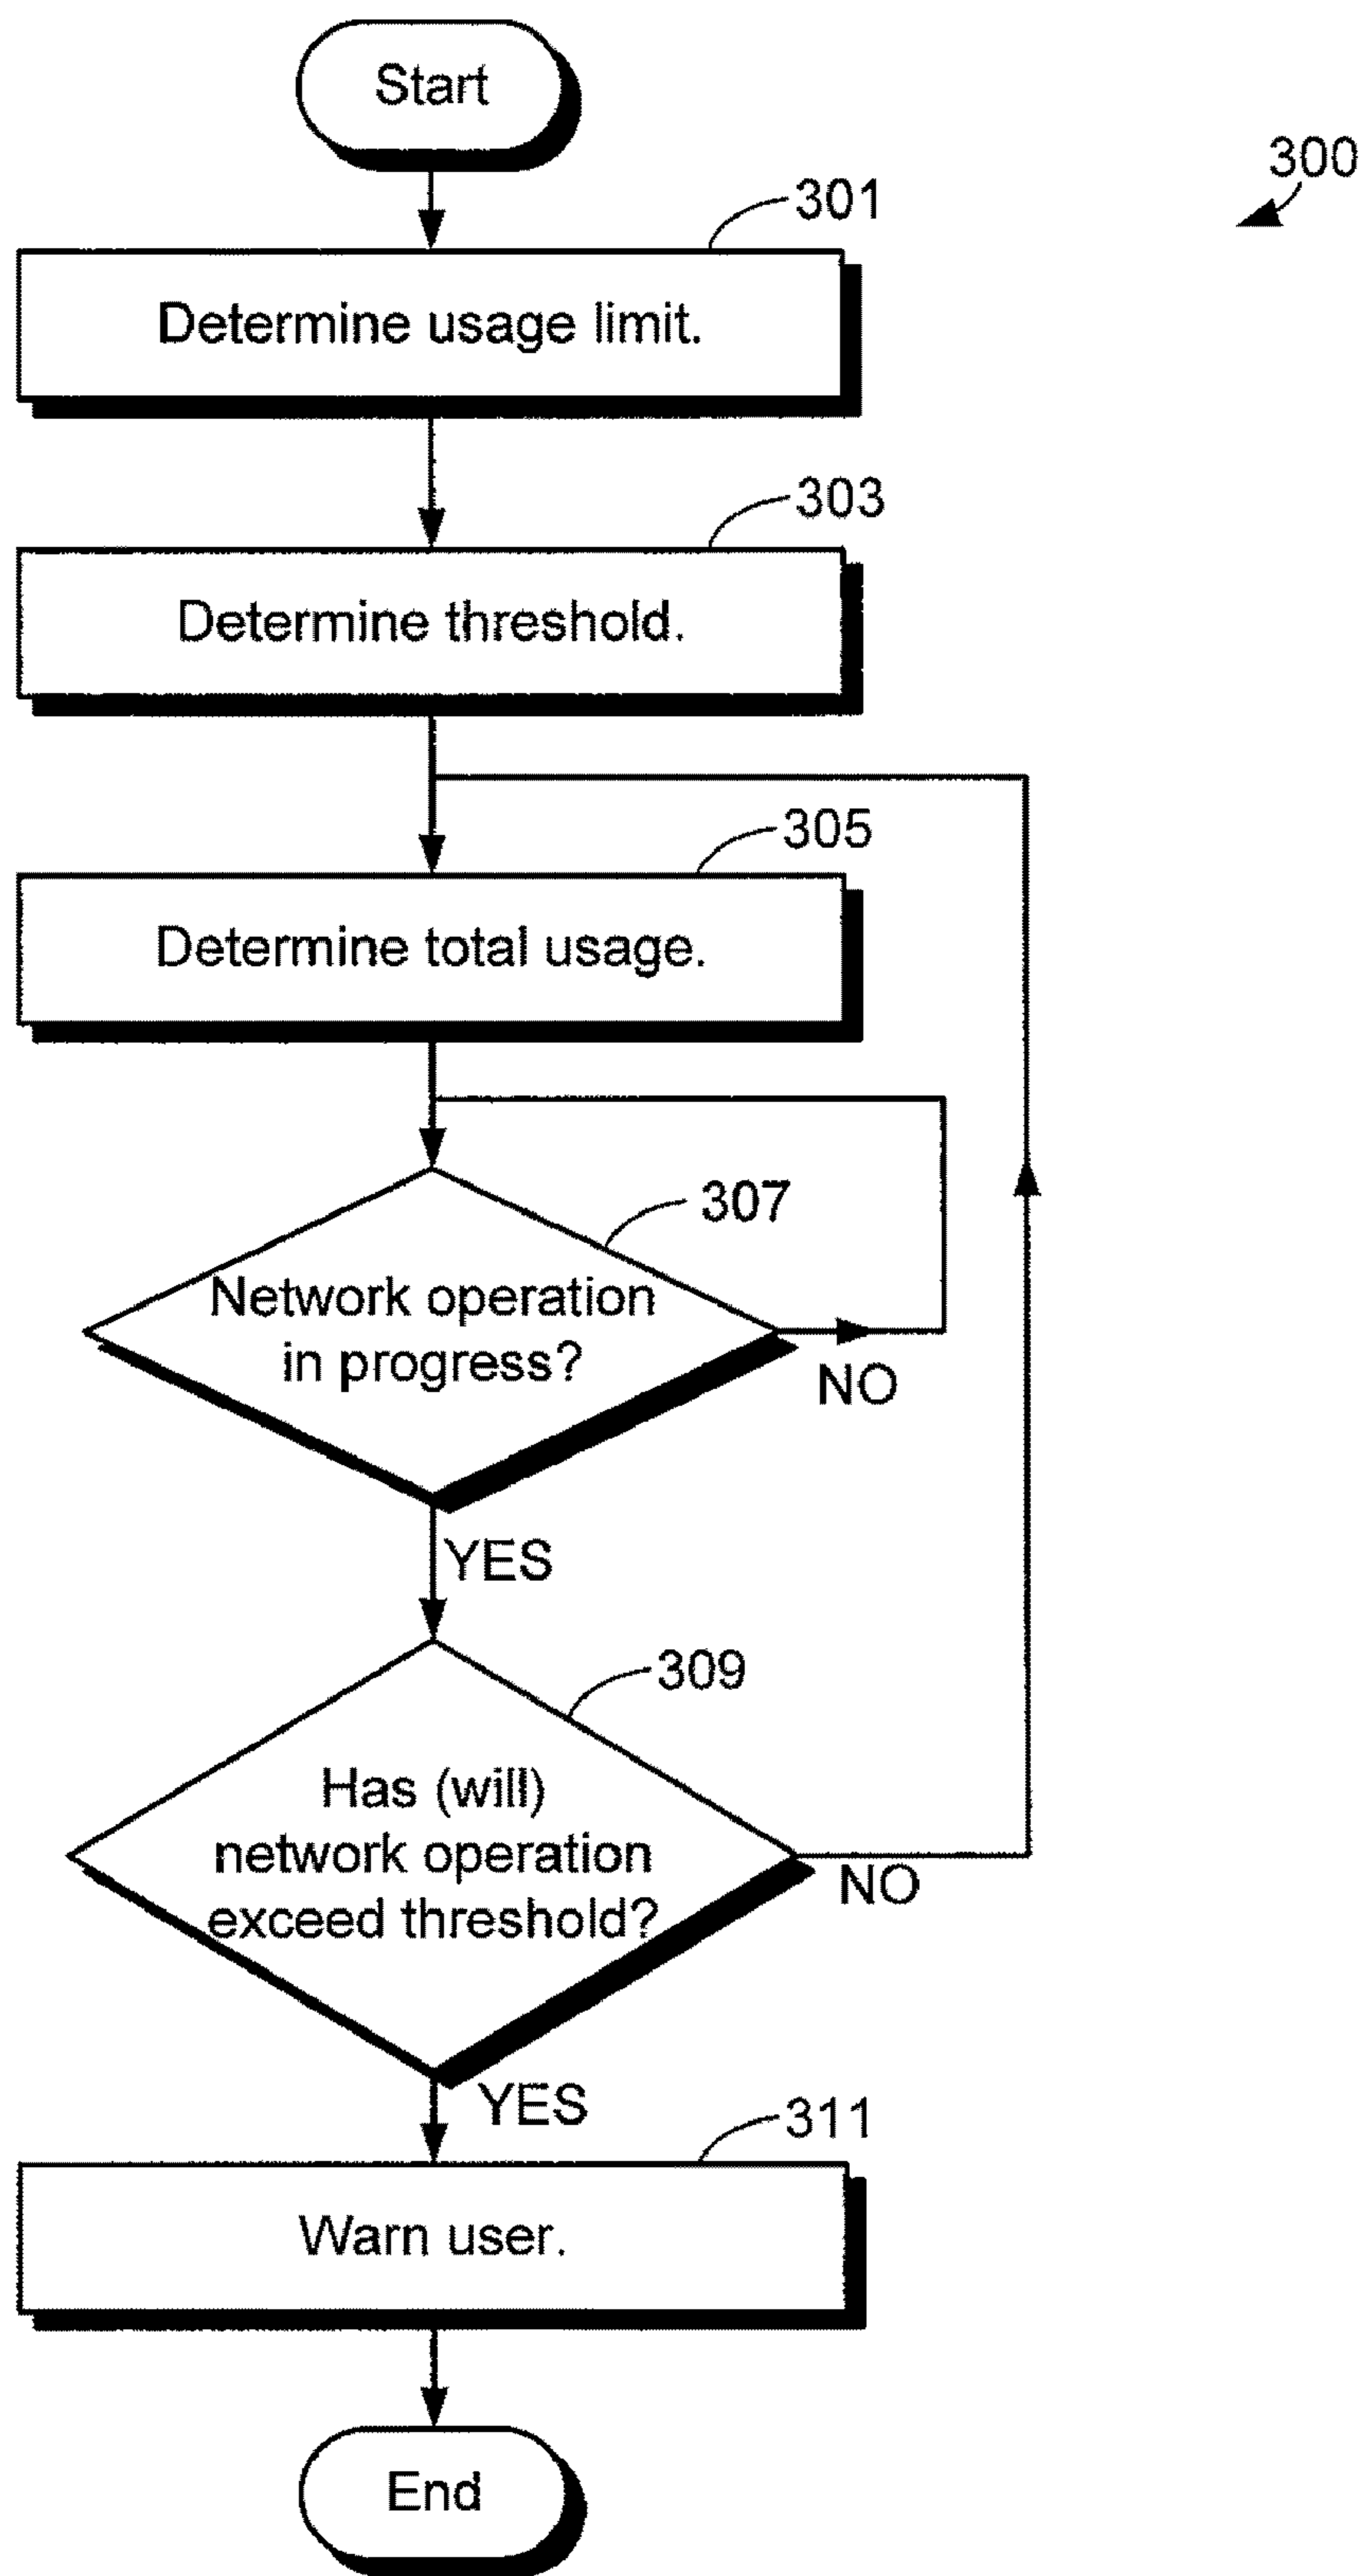 Start
300
301
Determine usage limit.
303
Determine threshold.
305
Determine total usage.
307
Network operation
in progress?
NO
YES
309
Has (will)
network operation
exceed threshold?
NO
YES
311
Warn user.
End